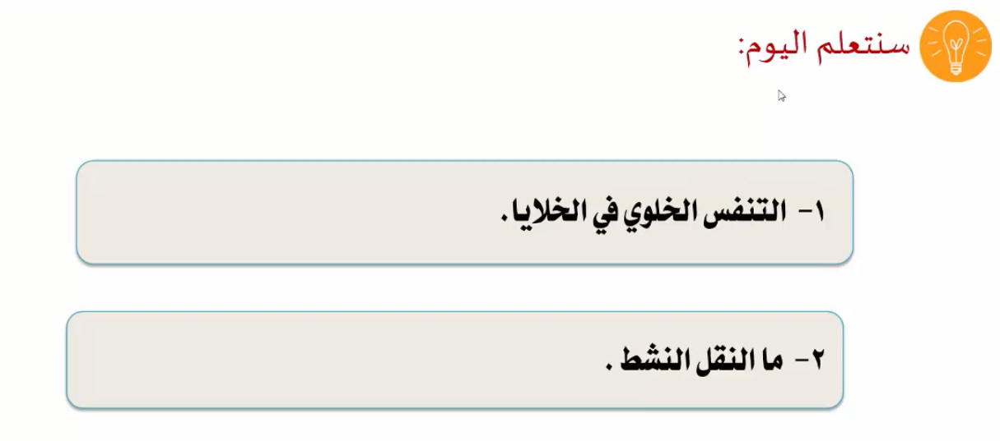 سنتعلم اليوم:
١- التنفس الخلوي في الخلايا.
٢- ما النقل النشط .